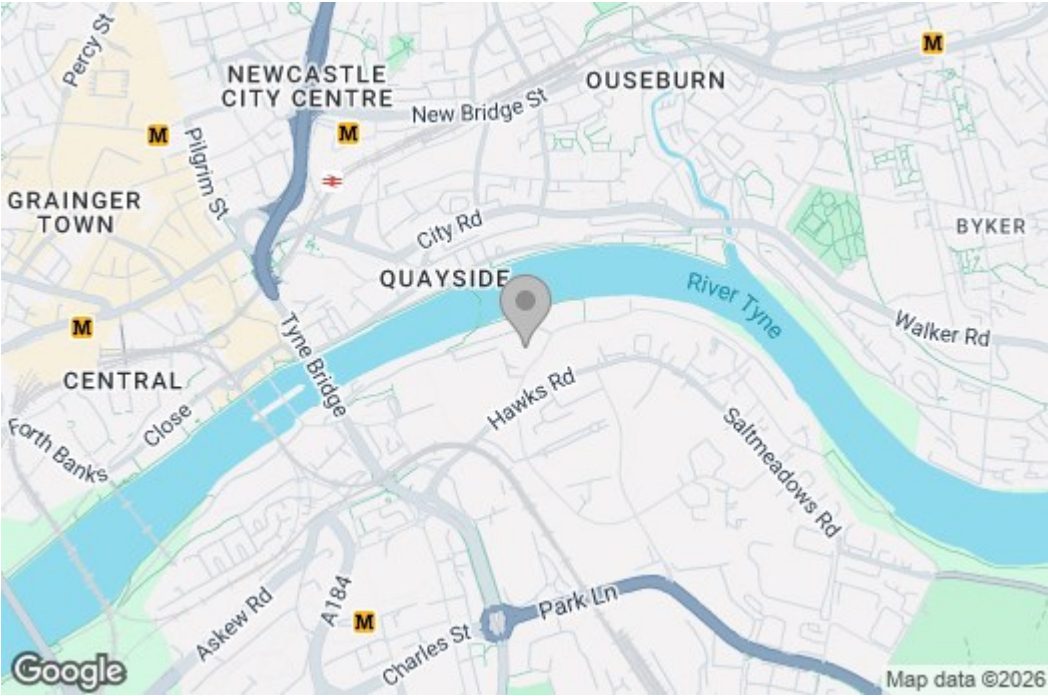 Percy St
NEWCASTLE
CITY CENTRE
OUSEBURN
M
New Bridge St
M
M
Pilgrim St
GRAINGER
TOWN
City Rd
BYKER
QUAYSIDE
River Tyne
M
Tyne Bridge
Walker Rd
CENTRAL
Close
Hawks Rd
Forth Banks
Saltmeadows Rd
Askew Rd
A184
M
Park Ln
Charles St
Google
Map data ©2026